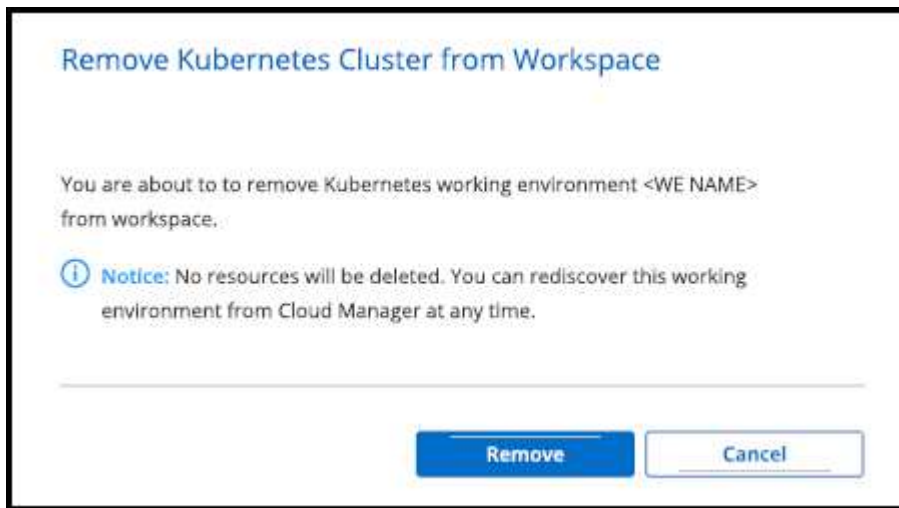 Remove Kubernetes Cluster from Workspace
You are about to to remove Kubernetes working environment <WE NAME>
from workspace.
Notice: No resources will be deleted. You can rediscover this working
environment from Cloud Manager at any time.
Remove
Cancel